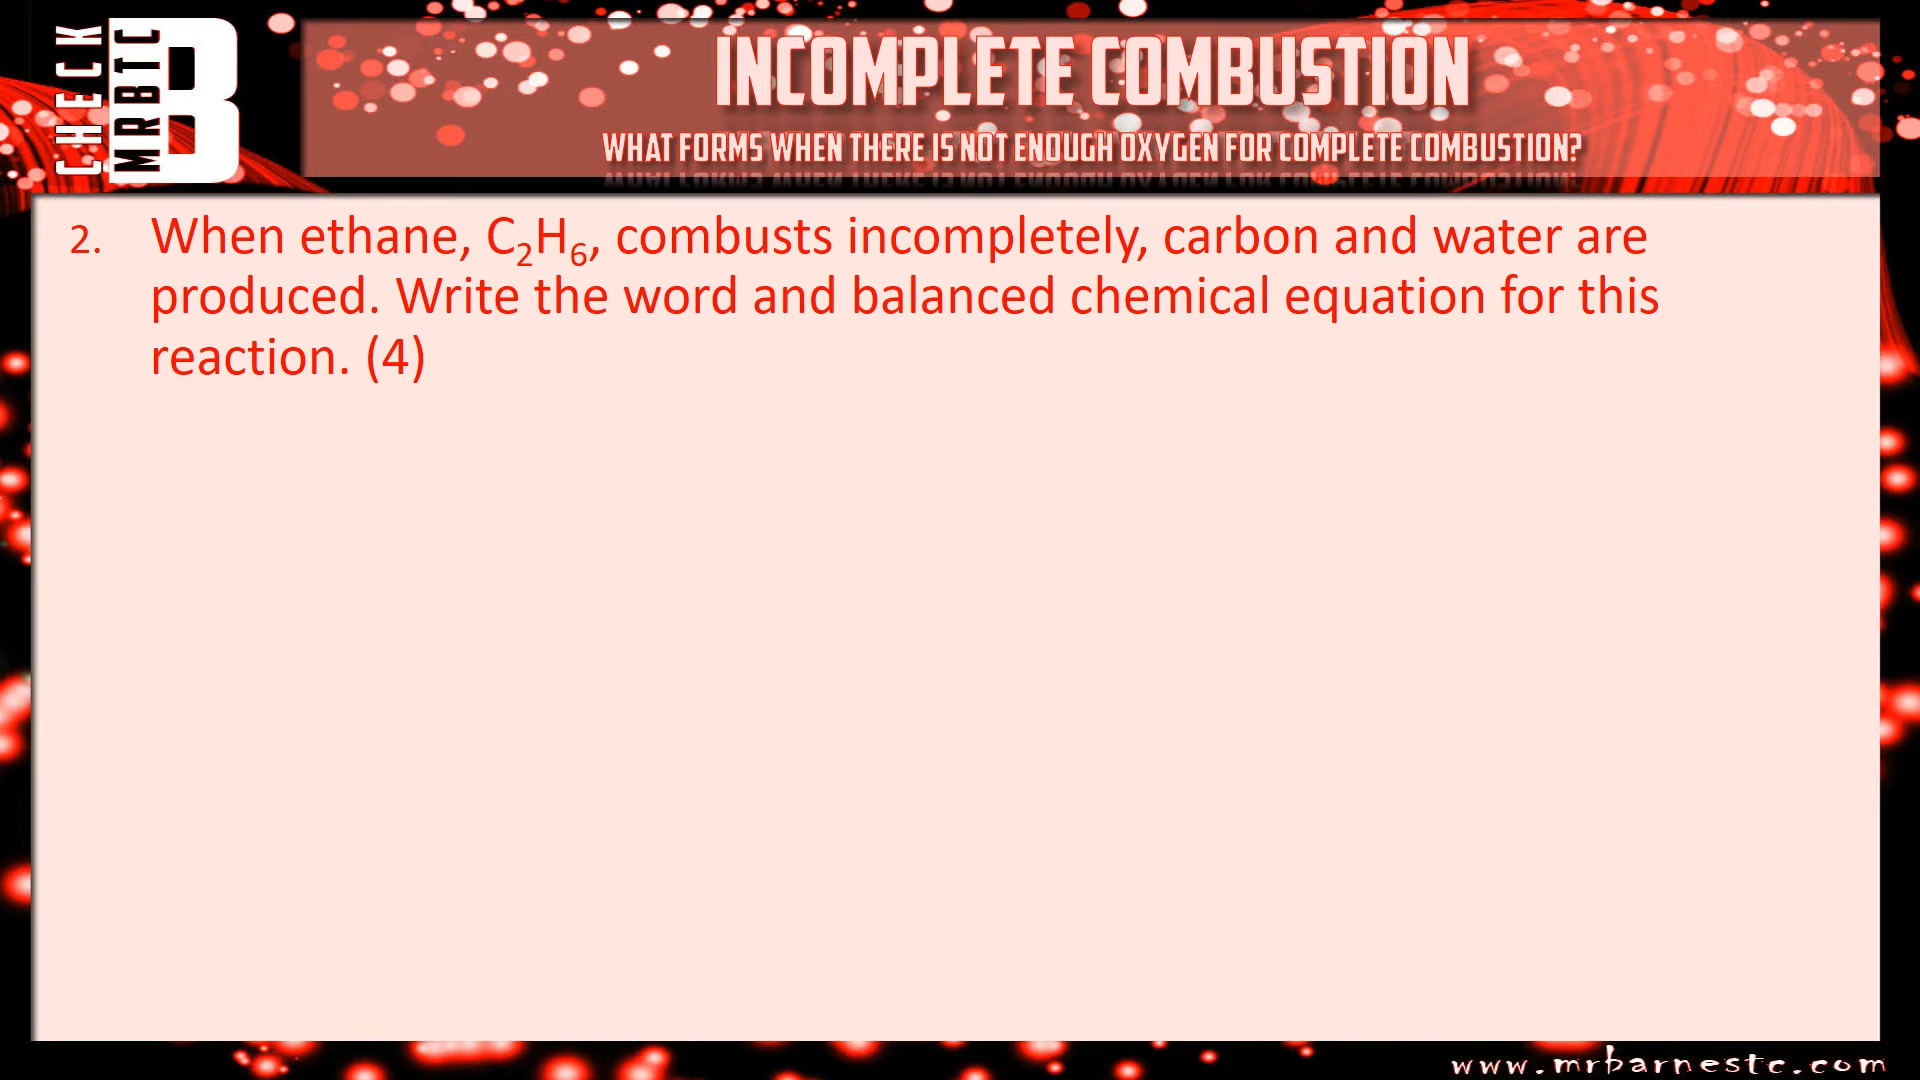 CHECK
MRBTC
B
INCOMPLETE COMBUSTION
WHAT FORMS WHEN THERE IS NOT ENOUGH OXYGEN FOR COMPLETE COMBUSTION?
2. When ethane, C₂H₆, combusts incompletely, carbon and water are
produced. Write the word and balanced chemical equation for this
reaction. (4)
www.mrbarnestc.com